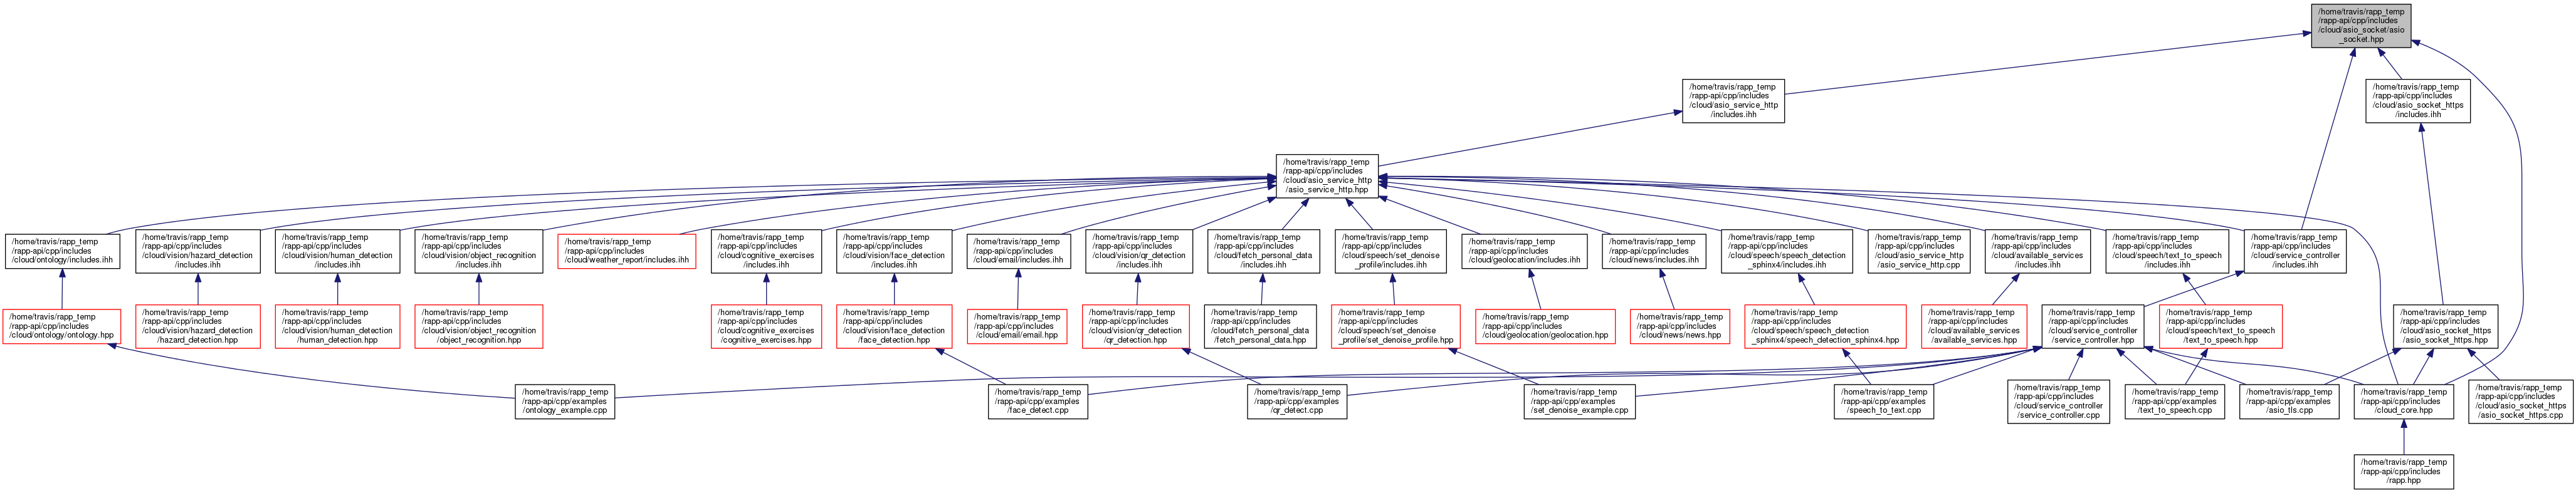 /home/travis/rapp_temp
/rapp-api/cpp/includes
/cloud/asio_socket/asio
_socket.hpp
/home/travis/rapp_temp
/rapp-api/cpp/includes
/cloud/asio_service_http
/includes.ihh
/home/travis/rapp_temp
/rapp-api/cpp/includes
/cloud/asio_socket_https
/includes.ihh
/home/travis/rapp_temp
/rapp-api/cpp/includes
/cloud/asio_service_http
/asio_service_http.hpp
/home/travis/rapp_temp
/rapp-api/cpp/includes
/cloud/ontology/includes.ihh
/home/travis/rapp_temp
/rapp-api/cpp/includes
/cloud/vision/hazard_detection
/includes.ihh
/home/travis/rapp_temp
/rapp-api/cpp/includes
/cloud/vision/human_detection
/includes.ihh
/home/travis/rapp_temp
/rapp-api/cpp/includes
/cloud/vision/object_recognition
/includes.ihh
/home/travis/rapp_temp
/rapp-api/cpp/includes
/cloud/weather_report/includes.ihh
/home/travis/rapp_temp
/rapp-api/cpp/includes
/cloud/cognitive_exercises
/includes.ihh
/home/travis/rapp_temp
/rapp-api/cpp/includes
/cloud/vision/face_detection
/includes.ihh
/home/travis/rapp_temp
/rapp-api/cpp/includes
/cloud/email/includes.ihh
/home/travis/rapp_temp
/rapp-api/cpp/includes
/cloud/vision/qr_detection
/includes.ihh
/home/travis/rapp_temp
/rapp-api/cpp/includes
/cloud/fetch_personal_data
/includes.ihh
/home/travis/rapp_temp
/rapp-api/cpp/includes
/cloud/speech/set_denoise
_profile/includes.ihh
/home/travis/rapp_temp
/rapp-api/cpp/includes
/cloud/geolocation/includes.ihh
/home/travis/rapp_temp
/rapp-api/cpp/includes
/cloud/news/includes.ihh
/home/travis/rapp_temp
/rapp-api/cpp/includes
/cloud/speech/speech_detection
_sphinx4/includes.ihh
/home/travis/rapp_temp
/rapp-api/cpp/includes
/cloud/asio_service_http
/asio_service_http.cpp
/home/travis/rapp_temp
/rapp-api/cpp/includes
/cloud/available_services
/includes.ihh
/home/travis/rapp_temp
/rapp-api/cpp/includes
/cloud/speech/text_to_speech
/includes.ihh
/home/travis/rapp_temp
/rapp-api/cpp/includes
/cloud/service_controller
/includes.ihh
/home/travis/rapp_temp
/rapp-api/cpp/includes
/cloud/ontology/ontology.hpp
/home/travis/rapp_temp
/rapp-api/cpp/includes
/cloud/vision/hazard_detection
/hazard_detection.hpp
/home/travis/rapp_temp
/rapp-api/cpp/includes
/cloud/vision/human_detection
/human_detection.hpp
/home/travis/rapp_temp
/rapp-api/cpp/includes
/cloud/vision/object_recognition
/object_recognition.hpp
/home/travis/rapp_temp
/rapp-api/cpp/includes
/cloud/cognitive_exercises
/cognitive_exercises.hpp
/home/travis/rapp_temp
/rapp-api/cpp/includes
/cloud/vision/face_detection
/face_detection.hpp
/home/travis/rapp_temp
/rapp-api/cpp/includes
/cloud/email/email.hpp
/home/travis/rapp_temp
/rapp-api/cpp/includes
/cloud/vision/qr_detection
/qr_detection.hpp
/home/travis/rapp_temp
/rapp-api/cpp/includes
/cloud/fetch_personal_data
/fetch_personal_data.hpp
/home/travis/rapp_temp
/rapp-api/cpp/includes
/cloud/speech/set_denoise
_profile/set_denoise_profile.hpp
/home/travis/rapp_temp
/rapp-api/cpp/includes
/cloud/geolocation/geolocation.hpp
/home/travis/rapp_temp
/rapp-api/cpp/includes
/cloud/news/news.hpp
/home/travis/rapp_temp
/rapp-api/cpp/includes
/cloud/speech/speech_detection
_sphinx4/speech_detection_sphinx4.hpp
/home/travis/rapp_temp
/rapp-api/cpp/includes
/cloud/available_services
/available_services.hpp
/home/travis/rapp_temp
/rapp-api/cpp/includes
/cloud/service_controller
/service_controller.hpp
/home/travis/rapp_temp
/rapp-api/cpp/includes
/cloud/speech/text_to_speech
/text_to_speech.hpp
/home/travis/rapp_temp
/rapp-api/cpp/includes
/cloud/asio_socket_https
/asio_socket_https.hpp
/home/travis/rapp_temp
/rapp-api/cpp/examples
/ontology_example.cpp
/home/travis/rapp_temp
/rapp-api/cpp/examples
/face_detect.cpp
/home/travis/rapp_temp
/rapp-api/cpp/examples
/qr_detect.cpp
/home/travis/rapp_temp
/rapp-api/cpp/examples
/set_denoise_example.cpp
/home/travis/rapp_temp
/rapp-api/cpp/examples
/speech_to_text.cpp
/home/travis/rapp_temp
/rapp-api/cpp/includes
/cloud/service_controller
/service_controller.cpp
/home/travis/rapp_temp
/rapp-api/cpp/examples
/text_to_speech.cpp
/home/travis/rapp_temp
/rapp-api/cpp/examples
/asio_tls.cpp
/home/travis/rapp_temp
/rapp-api/cpp/includes
/cloud_core.hpp
/home/travis/rapp_temp
/rapp-api/cpp/includes
/cloud/asio_socket_https
/asio_socket_https.cpp
/home/travis/rapp_temp
/rapp-api/cpp/includes
/rapp.hpp